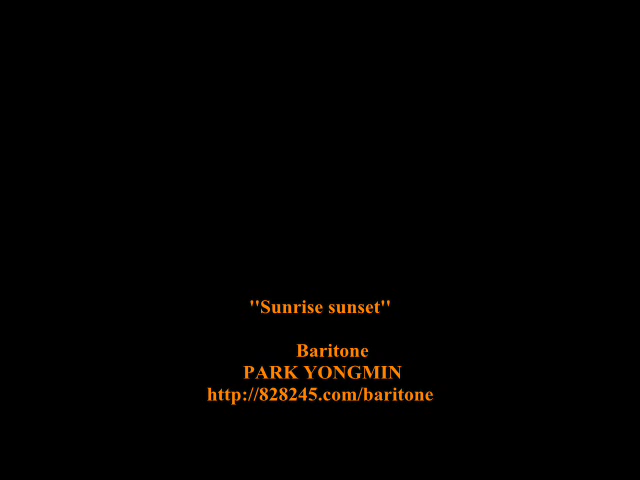 "Sunrise sunset"
Baritone
PARK YONGMIN
http://828245.com/baritone